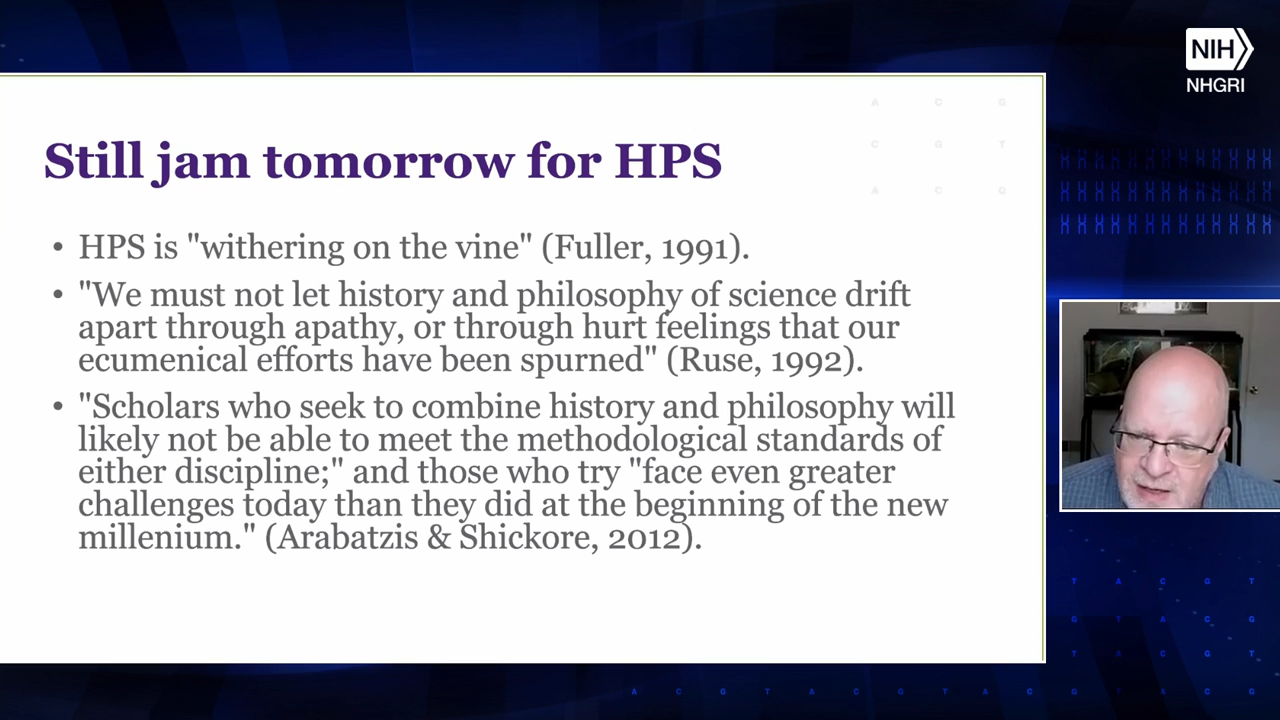 NIH
NHGRI
A C G
C G T
A C G
Still jam tomorrow for HPS
• HPS is "withering on the vine" (Fuller, 1991).
• "We must not let history and philosophy of science drift
apart through apathy, or through hurt feelings that our
ecumenical efforts have been spurned" (Ruse, 1992).
• "Scholars who seek to combine history and philosophy will
likely not be able to meet the methodological standards of
either discipline;" and those who try "face even greater
challenges today than they did at the beginning of the new
millenium." (Arabatzis & Shickore, 2012).
T A C G T
G T A C G
T A C G T
A C G T A C G T A C G T A C G